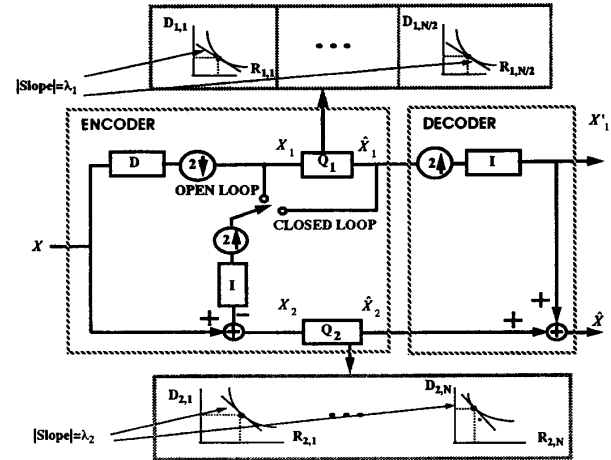 D1,1
R1,1
• • •
D1,N/2
R1,N/2
|Slope|=λ1
ENCODER
DECODER
X'1
D
2
X1
Q1
X̂1
2
I
OPEN LOOP
CLOSED LOOP
2
X
I
+
−
+
X2
Q2
X̂2
+
+
+
X̂
D2,1
R2,1
• • •
D2,N
R2,N
|Slope|=λ2